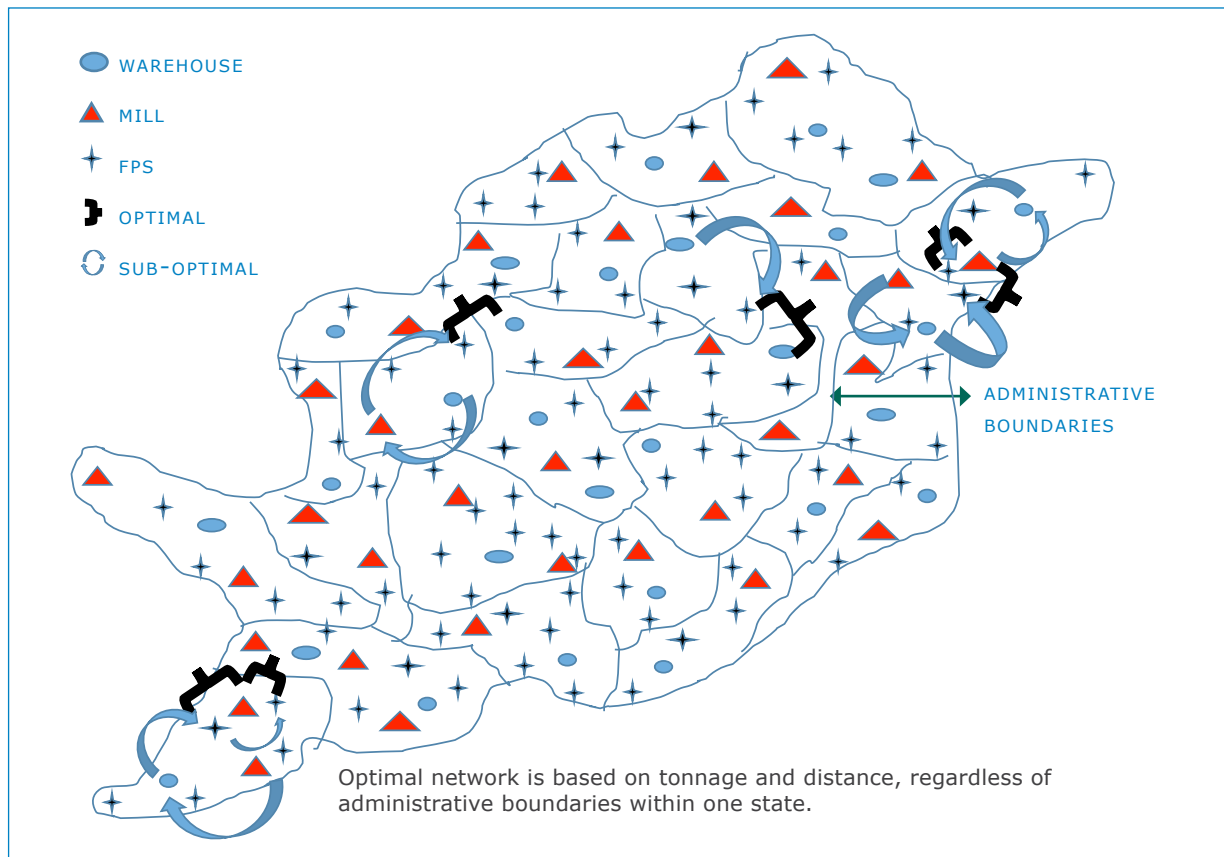 WAREHOUSE
MILL
FPS
OPTIMAL
SUB-OPTIMAL
ADMINISTRATIVE
BOUNDARIES
Optimal network is based on tonnage and distance, regardless of
administrative boundaries within one state.